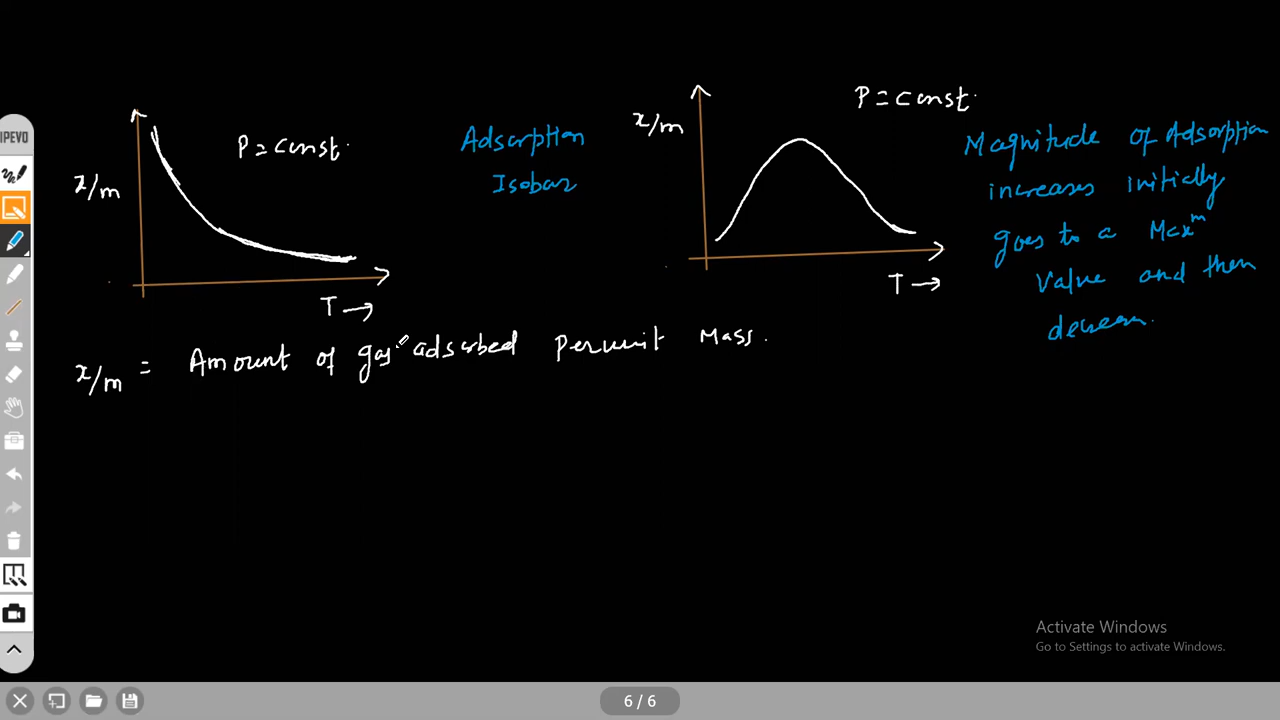 IPEVO
P = const.
x/m
T →
Adsorption
Isobar
P = const.
x/m
T →
Magnitude of Adsorption
increases initially
goes to a Maxᵐ
Value and then
decrease.
x/m = Amount of gas adsorbed per unit Mass.
Activate Windows
Go to Settings to activate Windows.
6 / 6